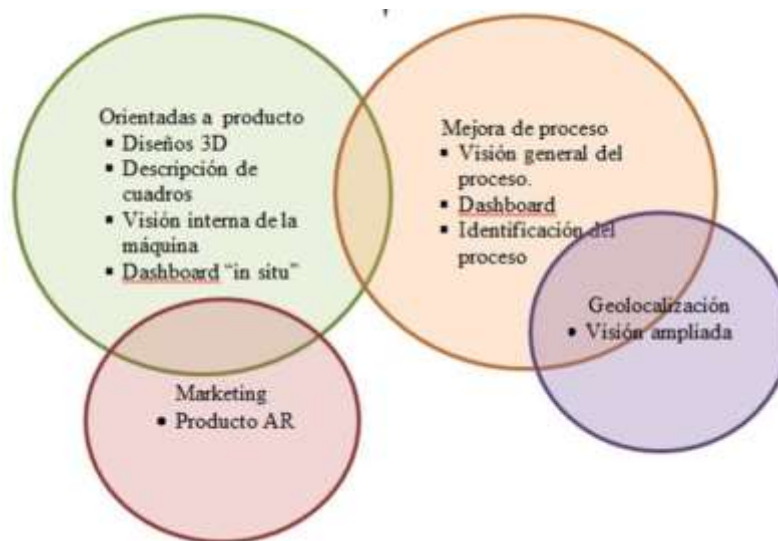 Orientadas a producto
▪ Diseños 3D
▪ Descripción de
cuadros
▪ Visión interna de la
máquina
▪ Dashboard “in situ”
Mejora de proceso
▪ Visión general del
proceso.
▪ Dashboard
▪ Identificación del
proceso
Geolocalización
• Visión ampliada
Marketing
• Producto AR